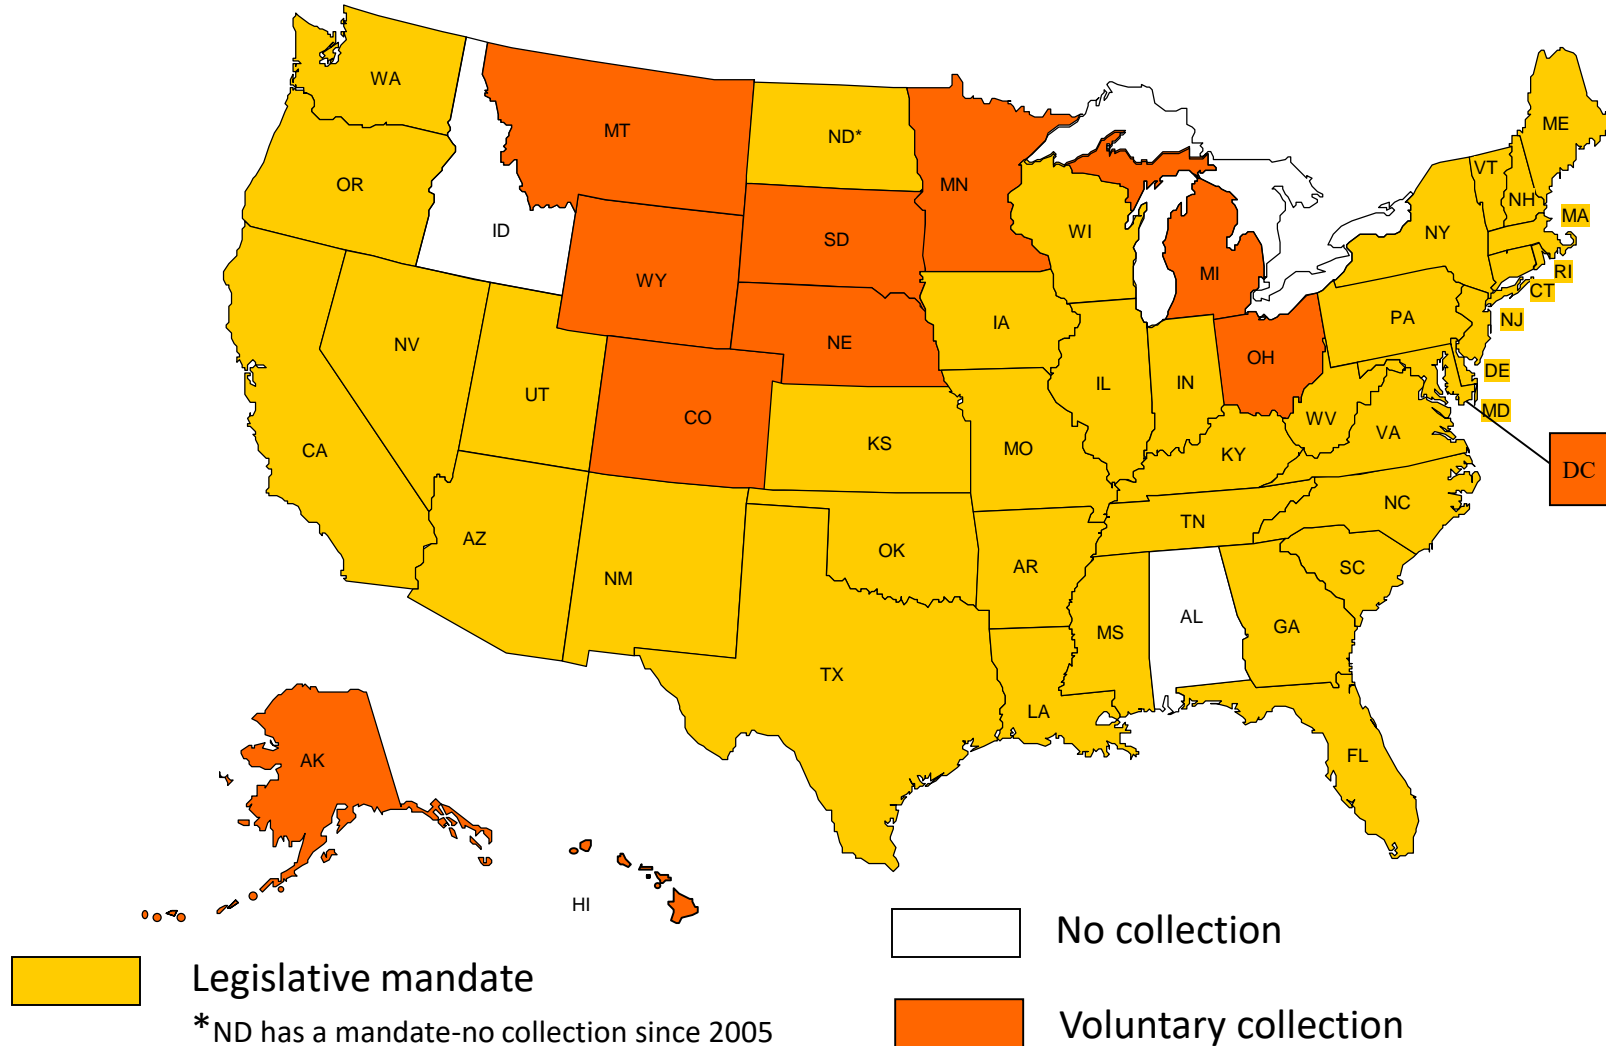 WA
MT
ND*
ME
OR
MN
VT
NH
ID
SD
WI
NY
MA
WY
MI
RI
CT
IA
PA
NJ
NV
NE
OH
UT
IL
IN
DE
CO
WV
MD
CA
KS
MO
KY
VA
DC
NC
AZ
OK
TN
NM
AR
SC
MS
AL
GA
TX
LA
FL
AK
HI
No collection
Legislative mandate
*ND has a mandate-no collection since 2005
Voluntary collection